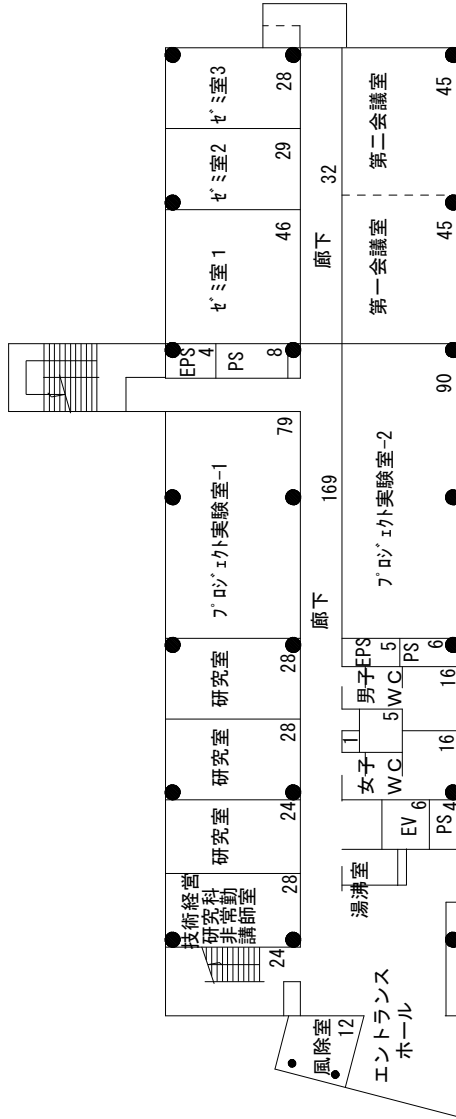 ｾﾞﾐ室3
28
ｾﾞﾐ室2
29
ｾﾞﾐ室1
46
第二会議室
45
第一会議室
45
廊下
32
EPS
4
PS
8
ﾌﾟﾛｼﾞｪｸﾄ実験室-1
79
ﾌﾟﾛｼﾞｪｸﾄ実験室-2
90
廊下
169
研究室
28
研究室
28
研究室
24
技術経営
研究科
非常勤
講師室
28
24
EPS
5
PS
6
男子
WC
16
5
1
女子
WC
16
EV
6
PS
4
湯沸室
風除室
12
エントランス
ホール